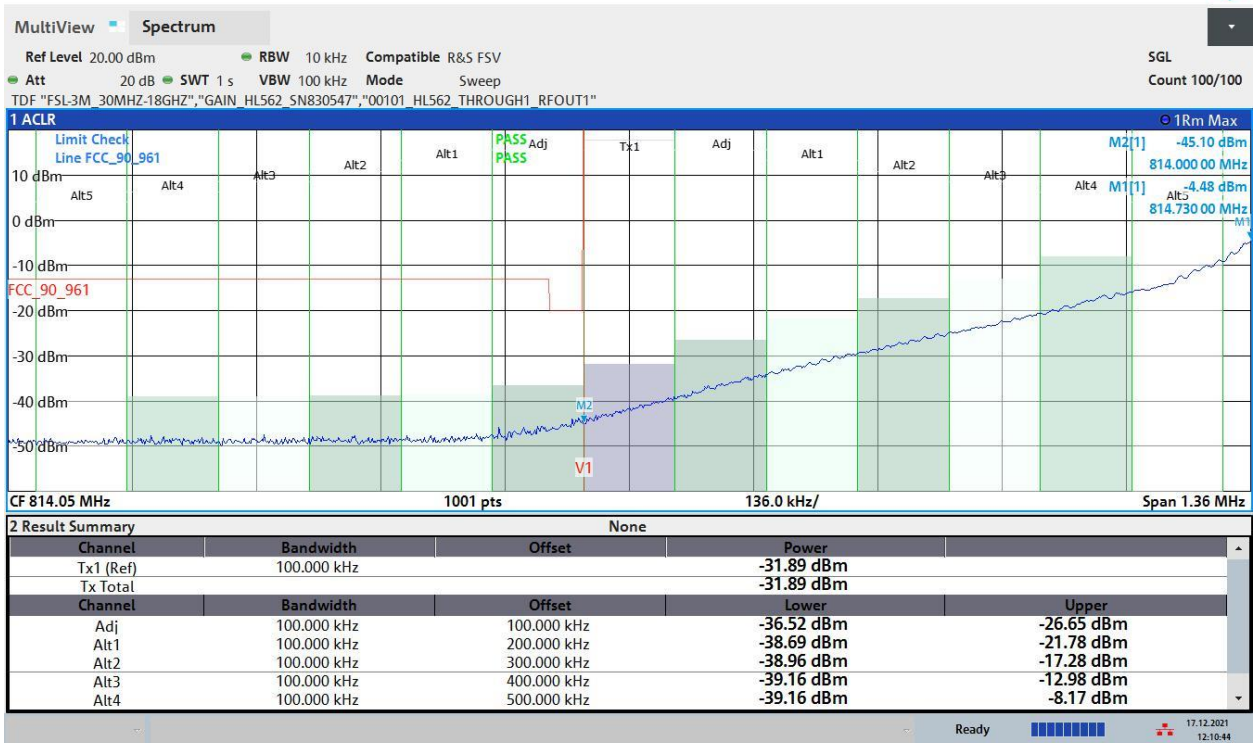 MultiView Spectrum
Ref Level 20.00 dBm RBW 10 kHz Compatible R&S FSV SGL
Att 20 dB SWT 1 s VBW 100 kHz Mode Sweep Count 100/100
TDF "FSL-3M_30MHZ-18GHZ","GAIN_HL562_SN830547","00101_HL562_THROUGH1_RFOUT1"
1 ACLR 1Rm Max
Limit Check PASS
Line FCC_90_961 PASS
M2[1] -45.10 dBm
814.000 00 MHz
M1[1] -4.48 dBm
814.730 00 MHz
Alt5 Alt4 Alt3 Alt2 Alt1 Adj Tx1 Adj Alt1 Alt2 Alt3 Alt4 Alt5
M1
10 dBm
0 dBm
-10 dBm
FCC_90_961
-20 dBm
-30 dBm
-40 dBm
M2
-50 dBm
V1
CF 814.05 MHz 1001 pts 136.0 kHz/ Span 1.36 MHz
2 Result Summary None
Channel Bandwidth Offset Power
Tx1 (Ref) 100.000 kHz -31.89 dBm
Tx Total -31.89 dBm
Channel Bandwidth Offset Lower Upper
Adj 100.000 kHz 100.000 kHz -36.52 dBm -26.65 dBm
Alt1 100.000 kHz 200.000 kHz -38.69 dBm -21.78 dBm
Alt2 100.000 kHz 300.000 kHz -38.96 dBm -17.28 dBm
Alt3 100.000 kHz 400.000 kHz -39.16 dBm -12.98 dBm
Alt4 100.000 kHz 500.000 kHz -39.16 dBm -8.17 dBm
Ready 17.12.2021
12:10:44